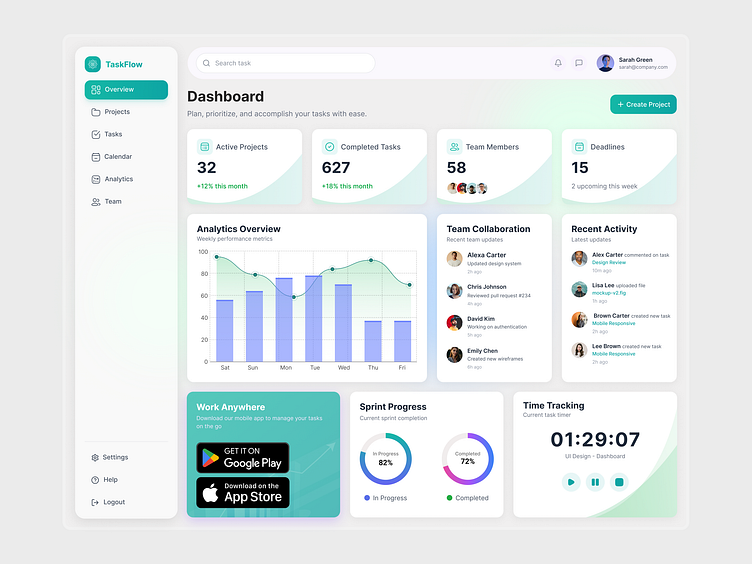 TaskFlow
Overview
Projects
Tasks
Calendar
Analytics
Team
Settings
Help
Logout
Search task
Sarah Green
sarah@company.com
Dashboard
Plan, prioritize, and accomplish your tasks with ease.
+ Create Project
Active Projects
32
+12% this month
Completed Tasks
627
+18% this month
Team Members
58
Deadlines
15
2 upcoming this week
Analytics Overview
Weekly performance metrics
100
80
60
40
20
0
Sat
Sun
Mon
Tue
Wed
Thu
Fri
Team Collaboration
Recent team updates
Alexa Carter
Updated design system
2h ago
Chris Johnson
Reviewed pull request #234
4h ago
David Kim
Working on authentication
5h ago
Emily Chen
Created new wireframes
6h ago
Recent Activity
Latest updates
Alex Carter commented on task
Design Review
10m ago
Lisa Lee uploaded file
mockup-v2.fig
1h ago
Brown Carter created new task
Mobile Responsive
2h ago
Lee Brown created new task
Mobile Responsive
2h ago
Work Anywhere
Download our mobile app to manage your tasks
on the go
GET IT ON
Google Play
Download on the
App Store
Sprint Progress
Current sprint completion
In Progress
82%
Completed
72%
In Progress
Completed
Time Tracking
Current task timer
01:29:07
UI Design - Dashboard